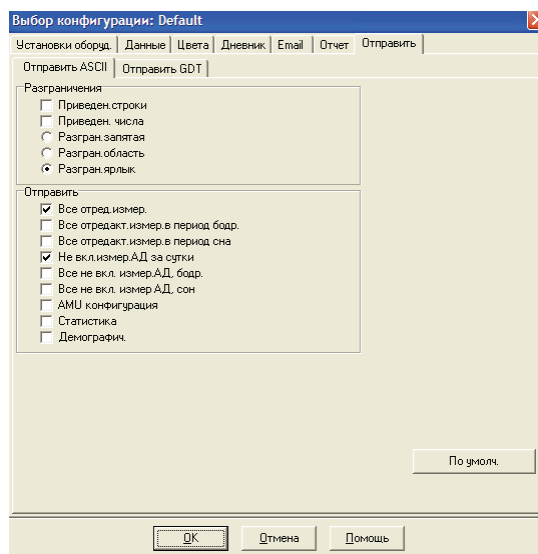 Выбор конфигурации: Default
Установки оборуд. Данные Цвета Дневник Email Отчет Отправить
Отправить ASCII Отправить GDT
Разграничения
Приведен.строки
Приведен. числа
Разгран.запятая
Разгран.область
Разгран.ярлык
Отправить
Все отред.измер.
Все отредакт.измер.в период бодр.
Все отредакт.измер.в период сна
Не вкл.измер.АД за сутки
Все не вкл. измер.АД, бодр.
Все не вкл. измер АД, сон
AMU конфигурация
Статистика
Демографич.
По умолч.
OK Отмена Помощь